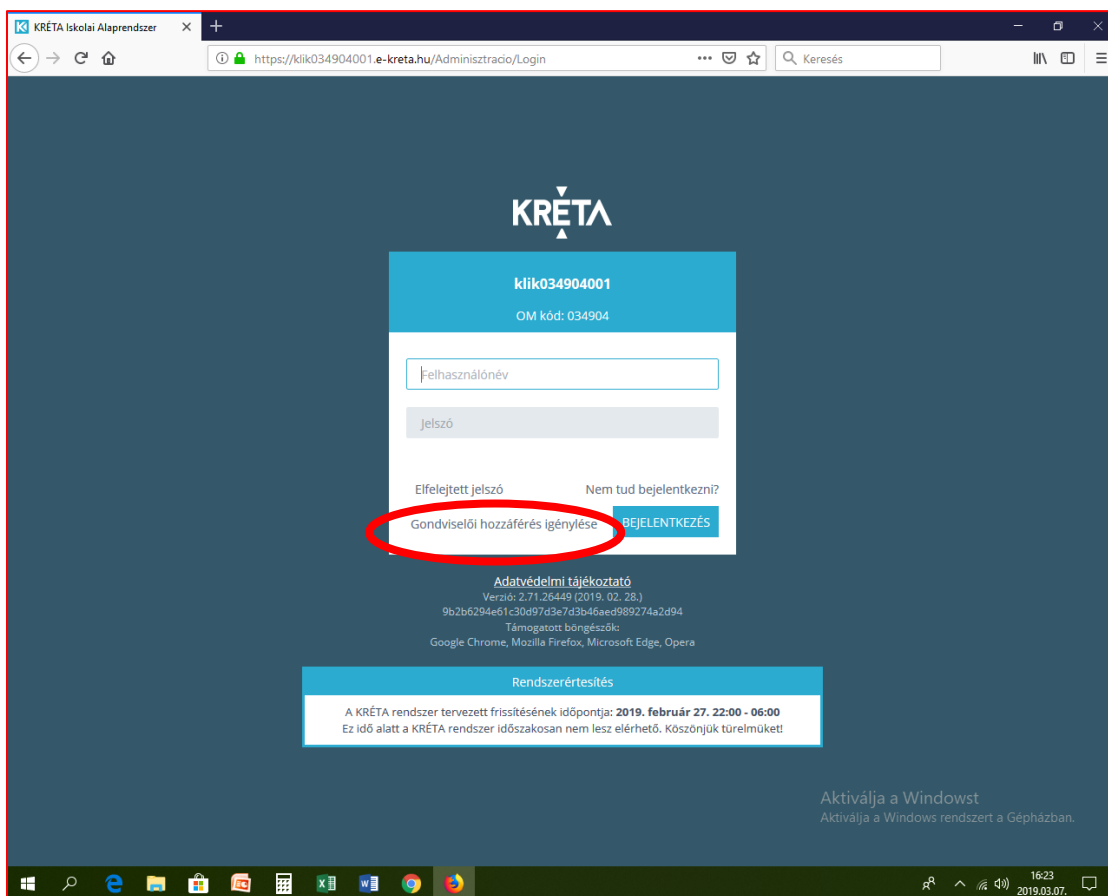 KRÉTA Iskolai Alaprendszer
https://klik034904001.e-kreta.hu/Adminisztracio/Login
Keresés
KRÉTA
klik034904001
OM kód: 034904
Felhasználónév
Jelszó
Elfelejtett jelszó
Nem tud bejelentkezni?
Gondviselői hozzáférés igénylése
BEJELENTKEZÉS
Adatvédelmi tájékoztató
Verzió: 2.71.26449 (2019. 02. 28.)
9b2b6294e61c30d97d3e7d3b46aed989274a2d94
Támogatott böngészők:
Google Chrome, Mozilla Firefox, Microsoft Edge, Opera
Rendszerértesítés
A KRÉTA rendszer tervezett frissítésének időpontja: 2019. február 27. 22:00 - 06:00
Ez idő alatt a KRÉTA rendszer időszakosan nem lesz elérhető. Köszönjük türelmüket!
Aktiválja a Windowst
Aktiválja a Windows rendszert a Gépházban.
16:23
2019.03.07.